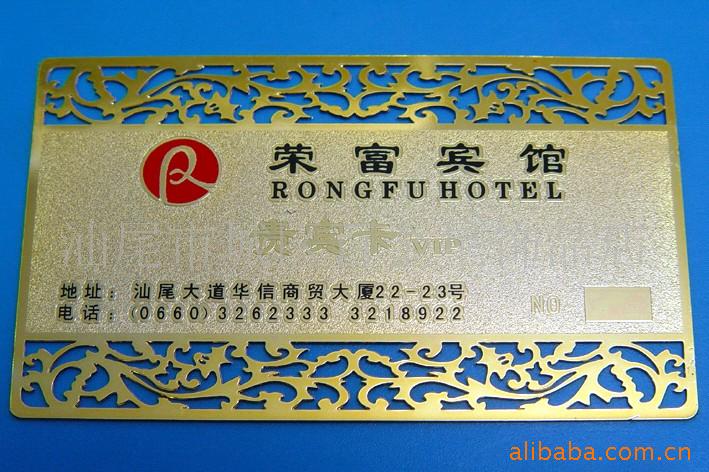 R
荣富宾馆
RONGFU HOTEL
贵宾卡 VIP
地址：汕尾大道华信商贸大厦22-23号
电话：(0660)3262333 3218922
NO
alibaba.com.cn